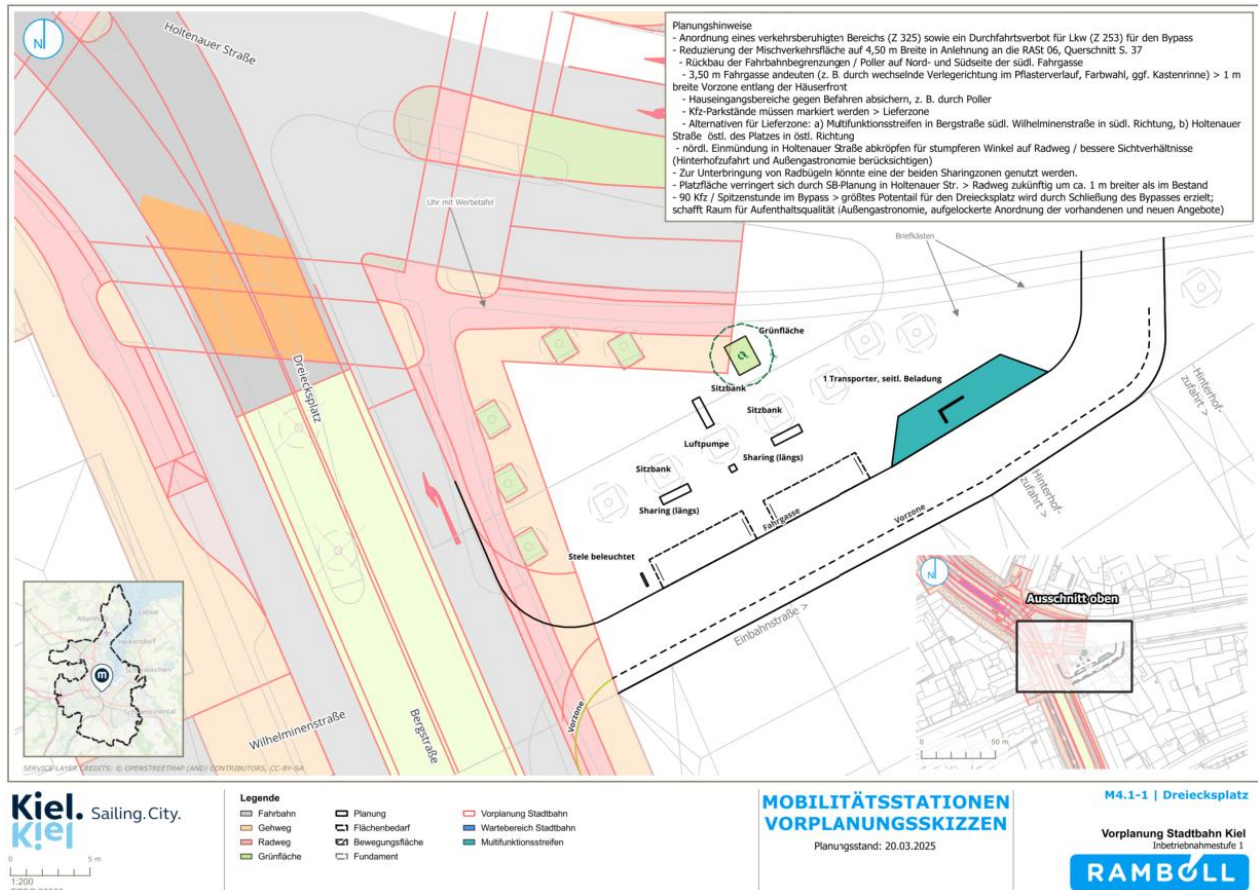 Planungshinweise
- Anordnung eines verkehrsberuhigten Bereichs (Z 325) sowie ein Durchfahrtsverbot für Lkw (Z 253) für den Bypass
- Reduzierung der Mischverkehrsfläche auf 4,50 m Breite in Anlehnung an die RASt 06, Querschnitt S. 37
- Rückbau der Fahrbahnbegrenzungen / Poller auf Nord- und Südseite der südl. Fahrgasse
- 3,50 m Fahrgasse andeuten (z. B. durch wechselnde Verlegerichtung im Pflasterverlauf, Farbwahl, ggf. Kastenrinne) > 1 m
breite Vorzone entlang der Häuserfront
- Hauseingangsbereiche gegen Befahren absichern, z. B. durch Poller
- Kfz-Parkstände müssen markiert werden > Lieferzone
- Alternativen für Lieferzone: a) Multifunktionsstreifen in Bergstraße südl. Wilhelminenstraße in südl. Richtung, b) Holtenauer
Straße östl. des Platzes in östl. Richtung
- nördl. Einmündung in Holtenauer Straße abkröpfen für stumpferen Winkel auf Radweg / bessere Sichtverhältnisse
(Hinterhofzufahrt und Außengastronomie berücksichtigen)
- Zur Unterbringung von Radbügeln könnte eine der beiden Sharingzonen genutzt werden.
- Platzfläche verringert sich durch SB-Planung in Holtenauer Str. > Radweg zukünftig um ca. 1 m breiter als im Bestand
- 90 Kfz / Spitzenstunde im Bypass > größtes Potentail für den Dreiecksplatz wird durch Schließung des Bypasses erzielt;
schafft Raum für Aufenthaltsqualität (Außengastronomie, aufgelockerte Anordnung der vorhandenen und neuen Angebote)
N
Holtenauer Straße
Uhr mit Werbetafel
Briefkästen
Dreiecksplatz
Grünfläche
Sitzbank
1 Transporter, seitl. Beladung
Sitzbank
Luftpumpe
Sharing (längs)
Sitzbank
Sharing (längs)
Fahrgasse
Vorzone
Hinterhof-
zufahrt >
Hinterhof-
zufahrt >
Stele beleuchtet
Einbahnstraße >
Vorzone
Wilhelminenstraße
Bergstraße
N
Ausschnitt oben
50 m
m
SERVICE LAYER CREDITS: © OPENSTREETMAP (AND) CONTRIBUTORS, CC-BY-SA
Kiel. Sailing.City.
Kiel
0 5 m
1:200
Legende
Fahrbahn
Gehweg
Radweg
Grünfläche
Planung
Flächenbedarf
Bewegungsfläche
Fundament
Vorplanung Stadtbahn
Wartebereich Stadtbahn
Multifunktionsstreifen
MOBILITÄTSSTATIONEN
VORPLANUNGSSKIZZEN
Planungsstand: 20.03.2025
M4.1-1 | Dreiecksplatz
Vorplanung Stadtbahn Kiel
Inbetriebnahmestufe 1
RAMBOLL